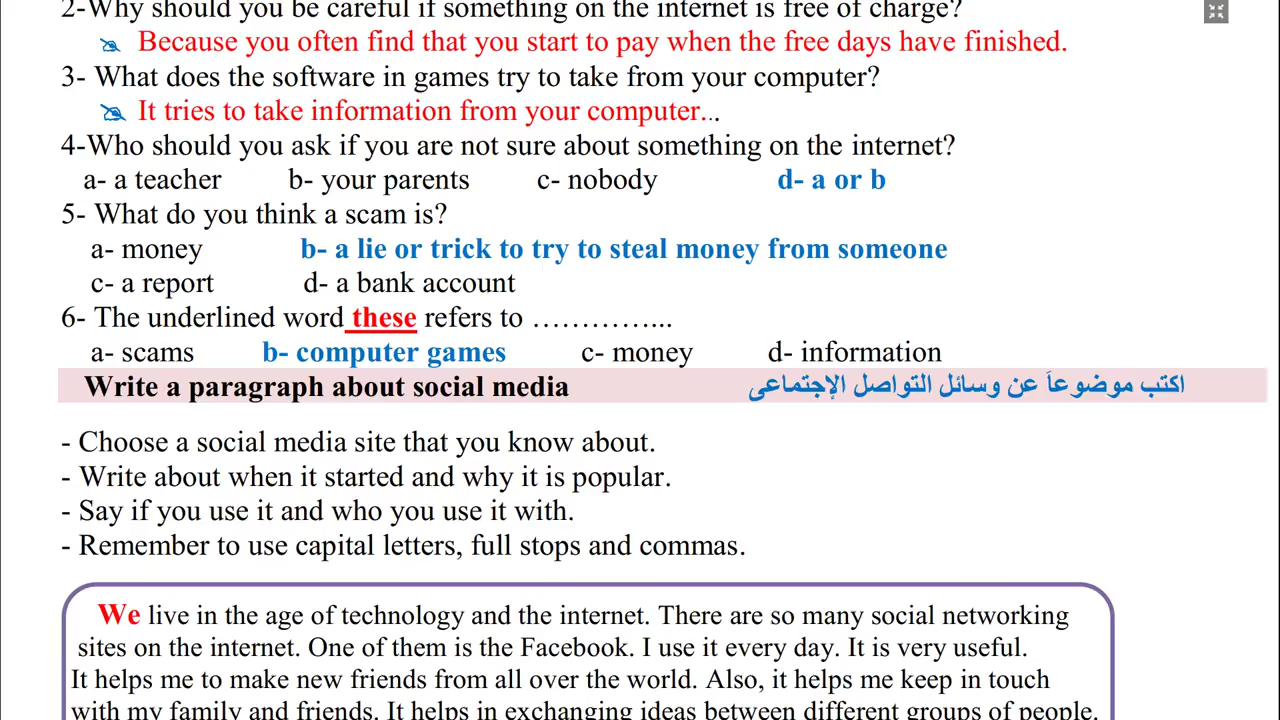 2-Why should you be careful if something on the internet is free of charge?
Because you often find that you start to pay when the free days have finished.
3- What does the software in games try to take from your computer?
It tries to take information from your computer...
4-Who should you ask if you are not sure about something on the internet?
a- a teacher b- your parents c- nobody d- a or b
5- What do you think a scam is?
a- money b- a lie or trick to try to steal money from someone
c- a report d- a bank account
6- The underlined word these refers to …………...
a- scams b- computer games c- money d- information
Write a paragraph about social media اكتب موضوعاً عن وسائل التواصل الإجتماعى
- Choose a social media site that you know about.
- Write about when it started and why it is popular.
- Say if you use it and who you use it with.
- Remember to use capital letters, full stops and commas.
We live in the age of technology and the internet. There are so many social networking
sites on the internet. One of them is the Facebook. I use it every day. It is very useful.
It helps me to make new friends from all over the world. Also, it helps me keep in touch
with my family and friends. It helps in exchanging ideas between different groups of people.